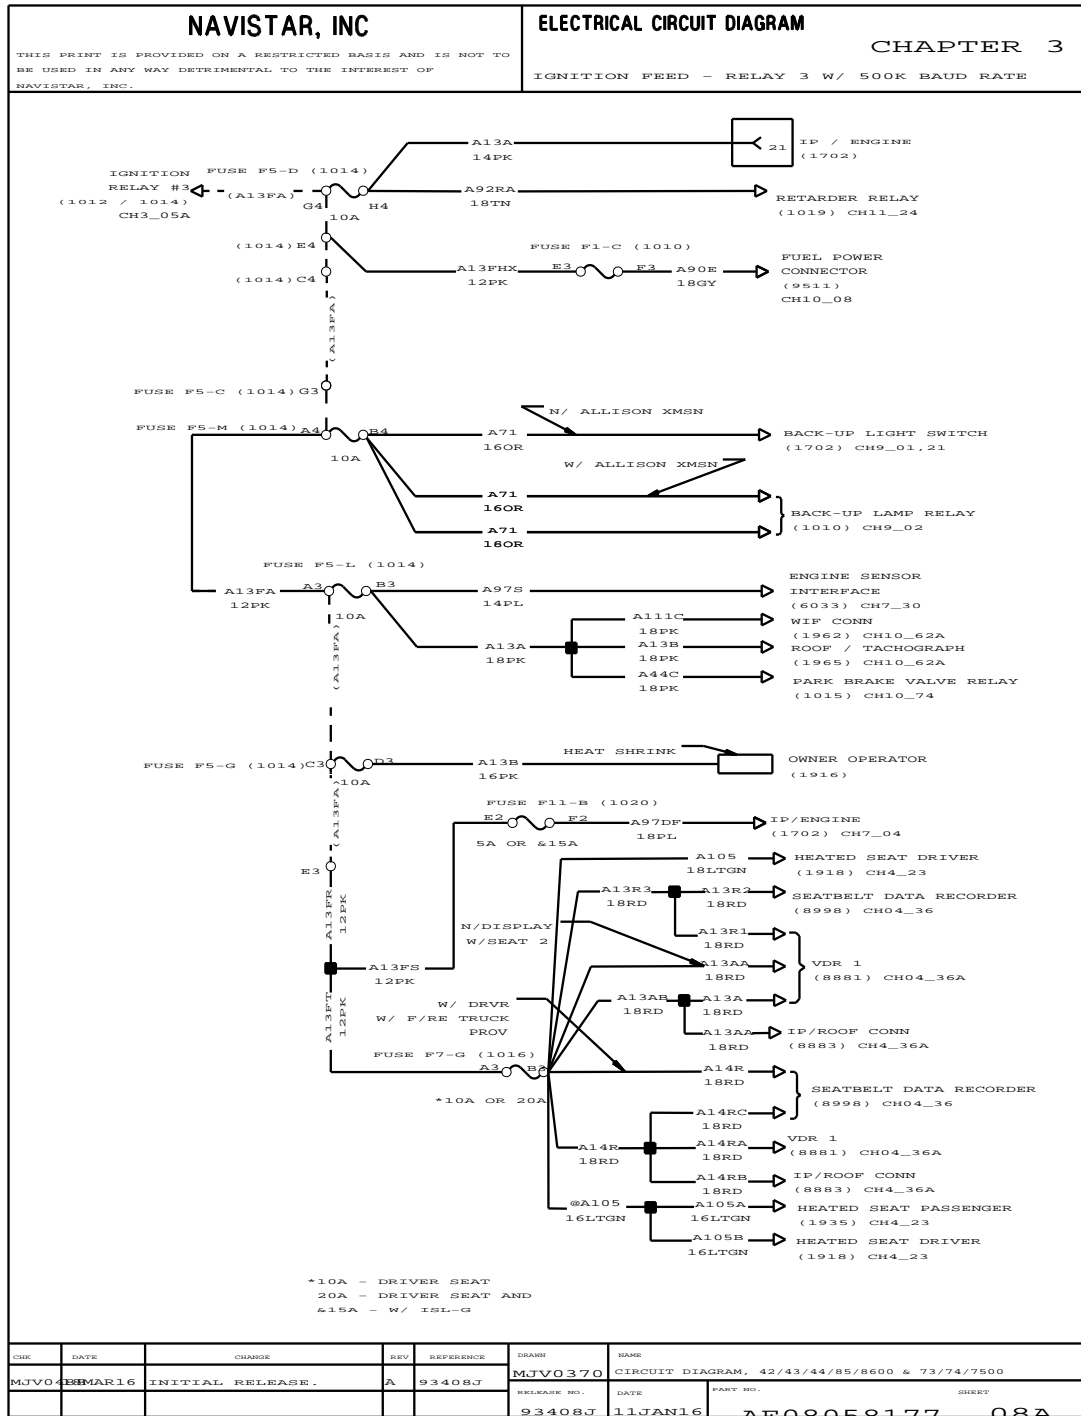 NAVISTAR, INC
ELECTRICAL CIRCUIT DIAGRAM
CHAPTER 3
THIS PRINT IS PROVIDED ON A RESTRICTED BASIS AND IS NOT TO
BE USED IN ANY WAY DETRIMENTAL TO THE INTEREST OF
NAVISTAR, INC.
IGNITION FEED - RELAY 3 W/ 500K BAUD RATE
A13A
14PK
21
IP / ENGINE
(1702)
FUSE F5-D (1014)
IGNITION
RELAY #3
(1012 / 1014)
CH3_05A
(A13FA)
G4
H4
10A
A92RA
18TN
RETARDER RELAY
(1019) CH11_24
(1014)E4
(1014)C4
A13FHX
12PK
FUSE F1-C (1010)
E3
F3
A90E
18GY
FUEL POWER
CONNECTOR
(9511)
CH10_08
(A13FA)
FUSE F5-C (1014)G3
FUSE F5-M (1014)A4
B4
10A
N/ ALLISON XMSN
A71
16OR
BACK-UP LIGHT SWITCH
(1702) CH9_01,21
W/ ALLISON XMSN
A71
16OR
A71
BACK-UP LAMP RELAY
(1010) CH9_02
FUSE F5-L (1014)
A13FA
12PK
A3
B3
10A
A97S
14PL
ENGINE SENSOR
INTERFACE
(6033) CH7_30
A111C
18PK
WIF CONN
(1962) CH10_62A
A13A
18PK
A13B
18PK
ROOF / TACHOGRAPH
(1965) CH10_62A
A44C
18PK
PARK BRAKE VALVE RELAY
(1015) CH10_74
(A13FA)
HEAT SHRINK
FUSE F5-G (1014)C3
D3
10A
A13B
16PK
OWNER OPERATOR
(1916)
(A13FA)
FUSE F11-B (1020)
E2
F2
5A OR &15A
A97DF
18PL
IP/ENGINE
(1702) CH7_04
E3
A105
18LTGN
HEATED SEAT DRIVER
(1918) CH4_23
A13FR
12PK
A13R3
18RD
A13R2
18RD
SEATBELT DATA RECORDER
(8998) CH04_36
N/DISPLAY
W/SEAT 2
A13R1
18RD
A13FS
12PK
A13AA
18RD
VDR 1
(8881) CH04_36A
A13FT
12PK
W/ DRVR
W/ F/RE TRUCK
PROV
A13AB
18RD
A13A
18RD
A13AA
18RD
IP/ROOF CONN
(8883) CH4_36A
FUSE F7-G (1016)
A3
B3
*10A OR 20A
A14R
18RD
SEATBELT DATA RECORDER
(8998) CH04_36
A14RC
18RD
A14R
18RD
A14RA
18RD
VDR 1
(8881) CH04_36A
A14RB
18RD
IP/ROOF CONN
(8883) CH4_36A
@A105
16LTGN
A105A
16LTGN
HEATED SEAT PASSENGER
(1935) CH4_23
A105B
16LTGN
HEATED SEAT DRIVER
(1918) CH4_23
*10A - DRIVER SEAT
20A - DRIVER SEAT AND
&15A - W/ ISL-G
CHK DATE CHANGE REV REFERENCE
DRAWN
MJV0370
NAME
CIRCUIT DIAGRAM, 42/43/44/85/8600 & 73/74/7500
INITIAL RELEASE. A 93408J
RELEASE NO.
93408J
DATE
11JAN16
PART NO.
AE08058177
SHEET
08A